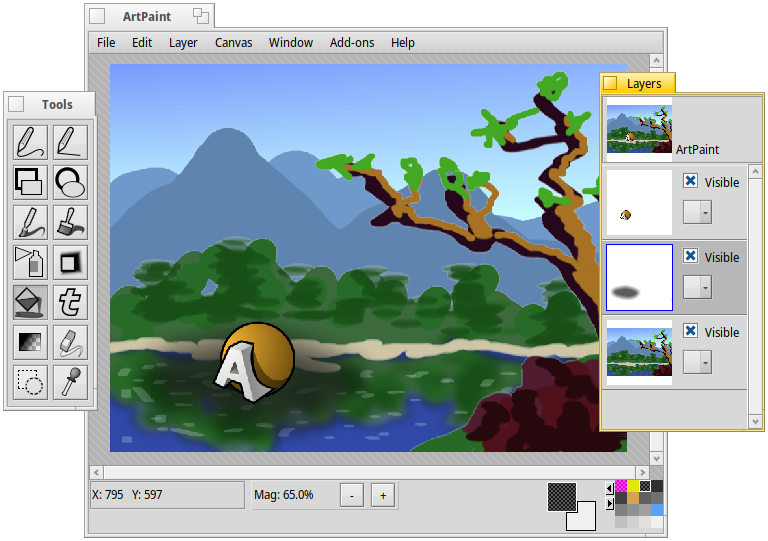 ArtPaint
File Edit Layer Canvas Window Add-ons Help
Tools
t
Layers
ArtPaint
Visible
Visible
Visible
A
X: 795 Y: 597
Mag: 65.0%
- +